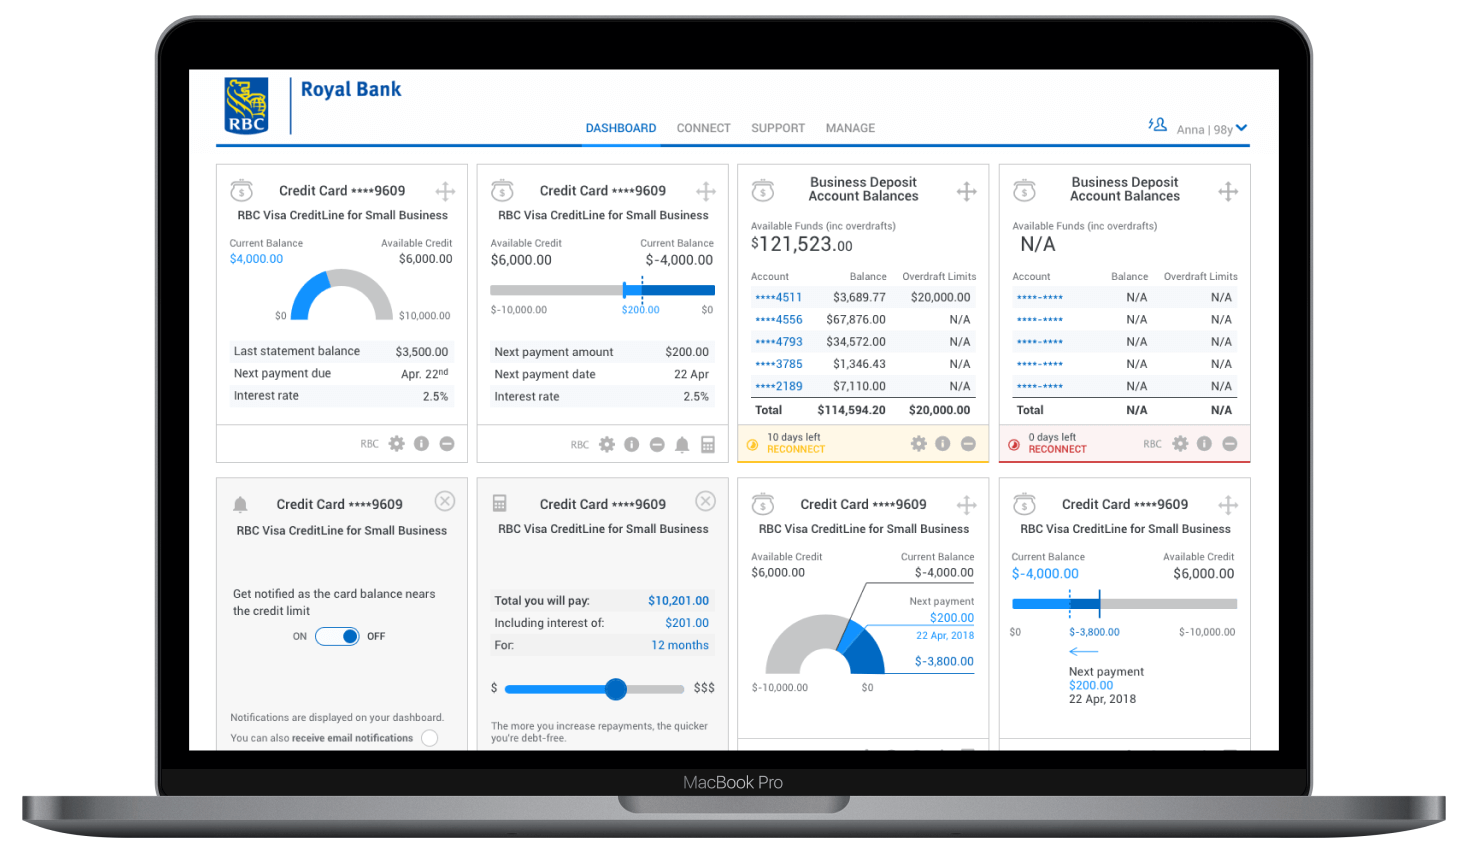 RBC
Royal Bank
DASHBOARD CONNECT SUPPORT MANAGE
Anna | 98y
Credit Card ****9609
RBC Visa CreditLine for Small Business
Current Balance Available Credit
$4,000.00 $6,000.00
$0 $10,000.00
Last statement balance $3,500.00
Next payment due Apr. 22nd
Interest rate 2.5%
RBC
Credit Card ****9609
RBC Visa CreditLine for Small Business
Available Credit Current Balance
$6,000.00 $-4,000.00
$-10,000.00 $200.00 $0
Next payment amount $200.00
Next payment date 22 Apr
Interest rate 2.5%
RBC
Business Deposit
Account Balances
Available Funds (inc overdrafts)
$121,523.00
Account Balance Overdraft Limits
****4511 $3,689.77 $20,000.00
****4556 $67,876.00 N/A
****4793 $34,572.00 N/A
****3785 $1,346.43 N/A
****2189 $7,110.00 N/A
Total $114,594.20 $20,000.00
10 days left
RECONNECT
Business Deposit
Account Balances
Available Funds (inc overdrafts)
N/A
Account Balance Overdraft Limits
****-**** N/A N/A
****-**** N/A N/A
****-**** N/A N/A
****-**** N/A N/A
****-**** N/A N/A
Total N/A N/A
0 days left
RECONNECT
RBC
Credit Card ****9609
RBC Visa CreditLine for Small Business
Get notified as the card balance nears
the credit limit
ON OFF
Notifications are displayed on your dashboard.
You can also receive email notifications
Credit Card ****9609
RBC Visa CreditLine for Small Business
Total you will pay: $10,201.00
Including interest of: $201.00
For: 12 months
$ $$$
The more you increase repayments, the quicker
you're debt-free.
Credit Card ****9609
RBC Visa CreditLine for Small Business
Available Credit Current Balance
$6,000.00 $-4,000.00
Next payment
$200.00
22 Apr, 2018
$-3,800.00
$-10,000.00 $0
Credit Card ****9609
RBC Visa CreditLine for Small Business
Current Balance Available Credit
$-4,000.00 $6,000.00
$0 $-3,800.00 $-10,000.00
Next payment
$200.00
22 Apr, 2018
MacBook Pro